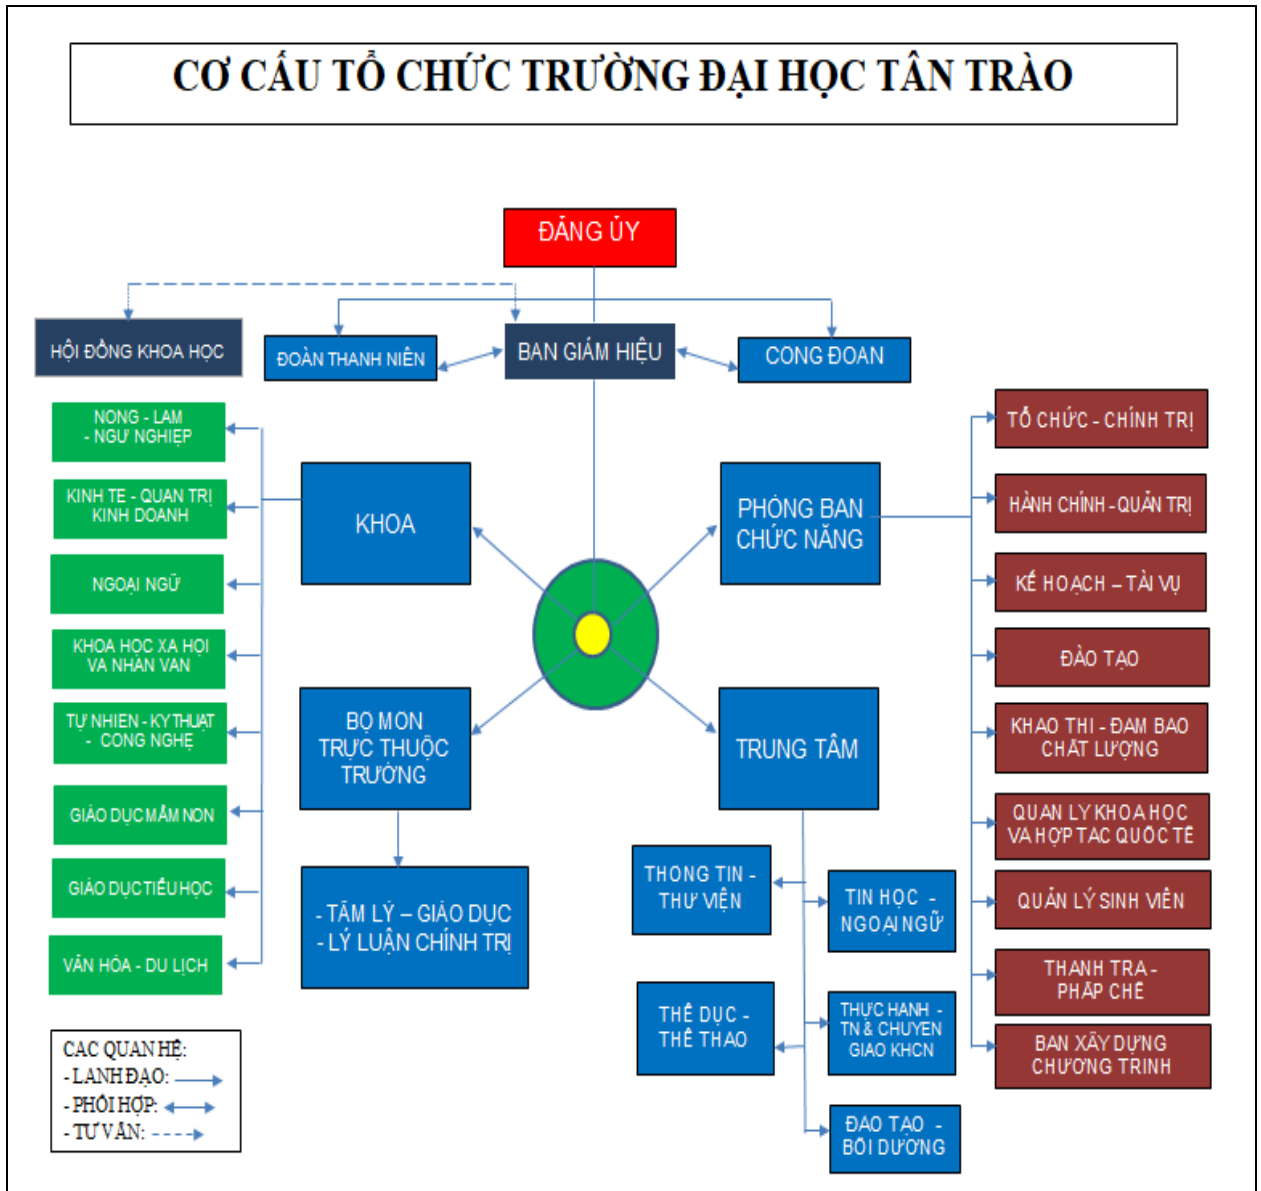 CƠ CẤU TỔ CHỨC TRƯỜNG ĐẠI HỌC TÂN TRÀO
ĐẢNG ỦY
HỘI ĐỒNG KHOA HỌC
ĐOÀN THANH NIÊN
BAN GIÁM HIỆU
CÔNG ĐOÀN
NÔNG - LÂM
- NGƯ NGHIỆP
KINH TẾ - QUẢN TRỊ
KINH DOANH
NGOẠI NGỮ
KHOA HỌC XÃ HỘI
VÀ NHÂN VĂN
TỰ NHIÊN - KỸ THUẬT
- CÔNG NGHỆ
GIÁO DỤC MẦM NON
GIÁO DỤC TIỂU HỌC
VĂN HÓA - DU LỊCH
KHOA
BỘ MÔN
TRỰC THUỘC
TRƯỜNG
- TÂM LÝ – GIÁO DỤC
- LÝ LUẬN CHÍNH TRỊ
PHÒNG BAN
CHỨC NĂNG
TRUNG TÂM
THÔNG TIN -
THƯ VIỆN
TIN HỌC -
NGOẠI NGỮ
THỂ DỤC -
THỂ THAO
THỰC HÀNH -
TN & CHUYỂN
GIAO KHCN
ĐÀO TẠO -
BỒI DƯỠNG
TỔ CHỨC - CHÍNH TRỊ
HÀNH CHÍNH - QUẢN TRỊ
KẾ HOẠCH – TÀI VỤ
ĐÀO TẠO
KHẢO THÍ - ĐẢM BẢO
CHẤT LƯỢNG
QUẢN LÝ KHOA HỌC
VÀ HỢP TÁC QUỐC TẾ
QUẢN LÝ SINH VIÊN
THANH TRA -
PHÁP CHẾ
BAN XÂY DỰNG
CHƯƠNG TRÌNH
CÁC QUAN HỆ:
- LÃNH ĐẠO:
- PHỐI HỢP:
- TƯ VẤN: